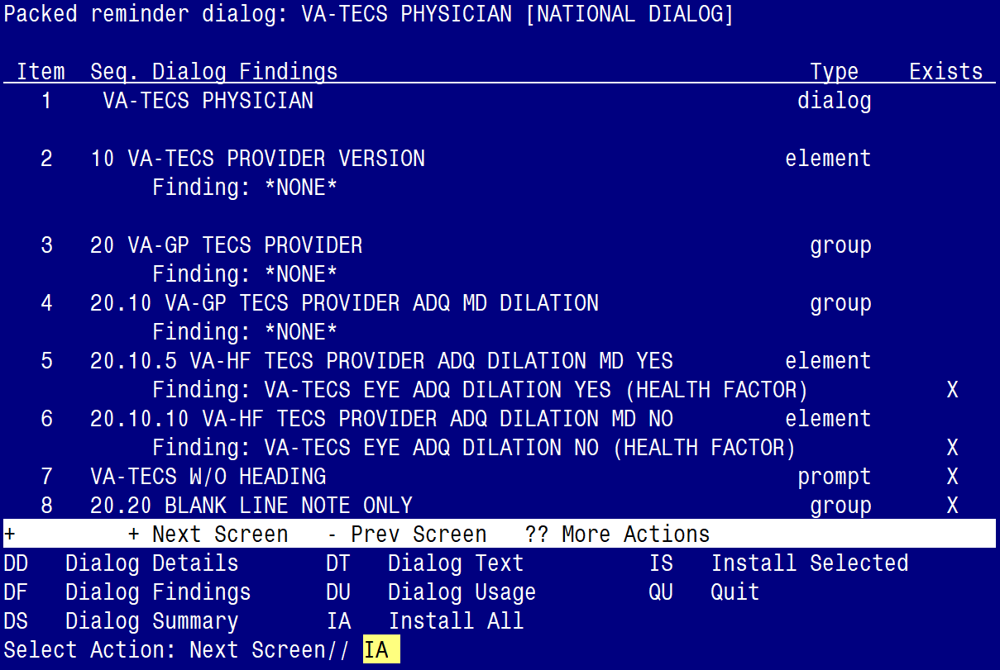 Packed reminder dialog: VA-TECS PHYSICIAN [NATIONAL DIALOG]
Item Seq. Dialog Findings Type Exists
1 VA-TECS PHYSICIAN dialog
2 10 VA-TECS PROVIDER VERSION element
Finding: *NONE*
3 20 VA-GP TECS PROVIDER group
Finding: *NONE*
4 20.10 VA-GP TECS PROVIDER ADQ MD DILATION group
Finding: *NONE*
5 20.10.5 VA-HF TECS PROVIDER ADQ DILATION MD YES element
Finding: VA-TECS EYE ADQ DILATION YES (HEALTH FACTOR) X
6 20.10.10 VA-HF TECS PROVIDER ADQ DILATION MD NO element
Finding: VA-TECS EYE ADQ DILATION NO (HEALTH FACTOR) X
7 VA-TECS W/O HEADING prompt X
8 20.20 BLANK LINE NOTE ONLY group X
+ + Next Screen - Prev Screen ?? More Actions
DD Dialog Details DT Dialog Text IS Install Selected
DF Dialog Findings DU Dialog Usage QU Quit
DS Dialog Summary IA Install All
Select Action: Next Screen// IA